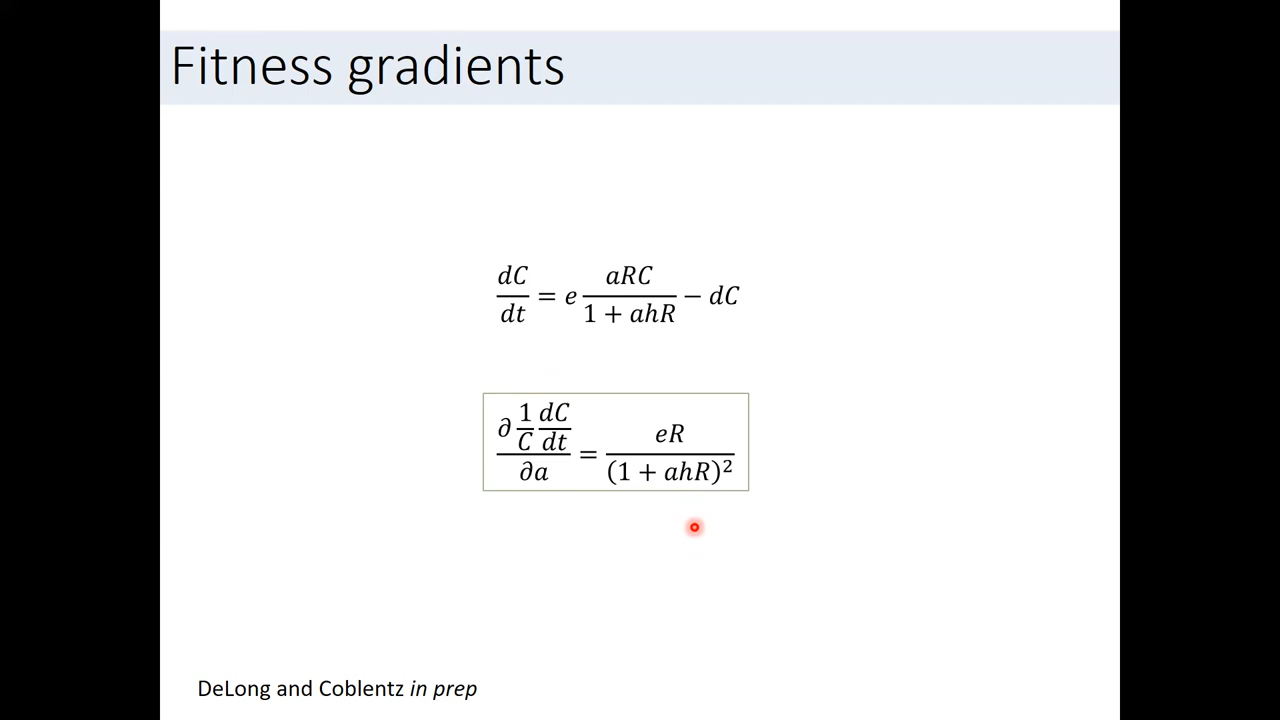 Fitness gradients
dC/dt = e aRC/(1 + ahR) − dC
∂ 1/C dC/dt / ∂a = eR/(1 + ahR)²
DeLong and Coblentz in prep